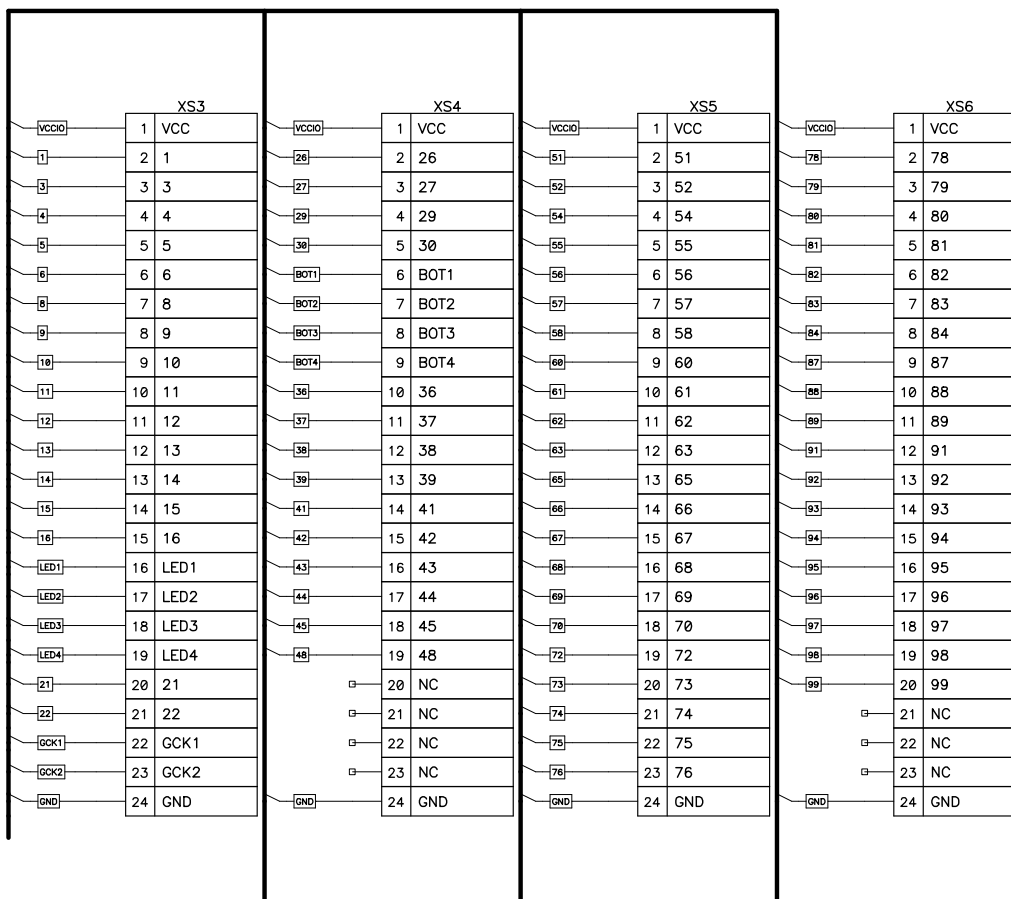 XS3
VCCIO 1 VCC
1 2 1
3 3 3
4 4 4
5 5 5
6 6 6
8 7 8
9 8 9
10 9 10
11 10 11
12 11 12
13 12 13
14 13 14
15 14 15
16 15 16
LED1 16 LED1
LED2 17 LED2
LED3 18 LED3
LED4 19 LED4
21 20 21
22 21 22
GCK1 22 GCK1
GCK2 23 GCK2
GND 24 GND
XS4
VCCIO 1 VCC
26 2 26
27 3 27
29 4 29
30 5 30
BOT1 6 BOT1
BOT2 7 BOT2
BOT3 8 BOT3
BOT4 9 BOT4
36 10 36
37 11 37
38 12 38
39 13 39
41 14 41
42 15 42
43 16 43
44 17 44
45 18 45
48 19 48
20 NC
21 NC
22 NC
23 NC
GND 24 GND
XS5
VCCIO 1 VCC
51 2 51
52 3 52
54 4 54
55 5 55
56 6 56
57 7 57
58 8 58
60 9 60
61 10 61
62 11 62
63 12 63
65 13 65
66 14 66
67 15 67
68 16 68
69 17 69
70 18 70
72 19 72
73 20 73
74 21 74
75 22 75
76 23 76
GND 24 GND
XS6
VCCIO 1 VCC
78 2 78
79 3 79
80 4 80
81 5 81
82 6 82
83 7 83
84 8 84
87 9 87
88 10 88
89 11 89
91 12 91
92 13 92
93 14 93
94 15 94
95 16 95
96 17 96
97 18 97
98 19 98
99 20 99
21 NC
22 NC
23 NC
GND 24 GND